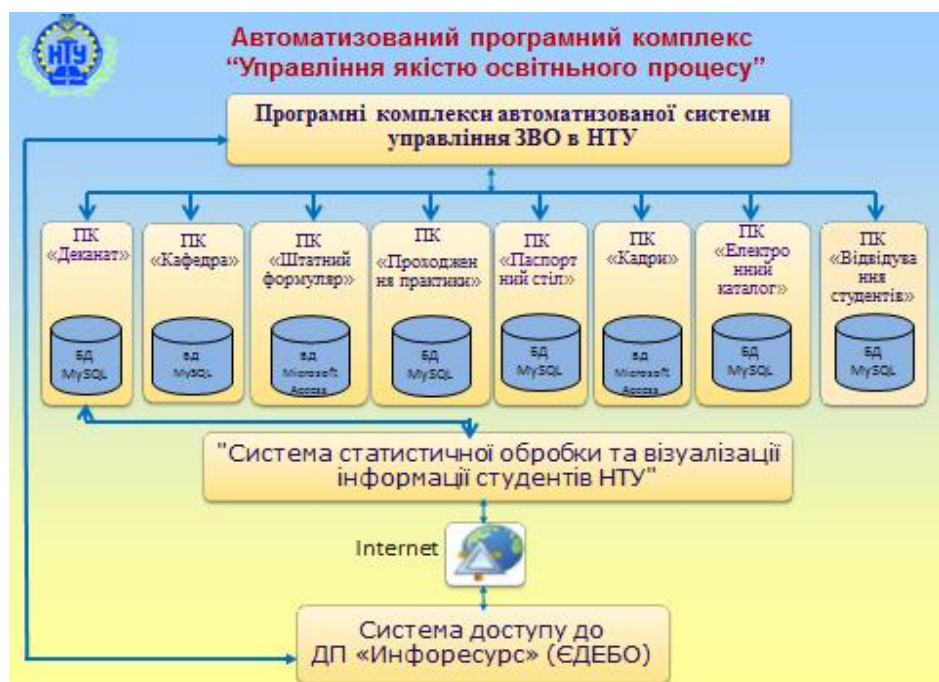 НТУ
Автоматизований програмний комплекс
“Управління якістю освітнього процесу”
Програмні комплекси автоматизованої системи
управління ЗВО в НТУ
ПК
«Деканат»
БД
MySQL
ПК
«Кафедра»
БД
MySQL
ПК
«Штатний
формуляр»
БД
Microsoft
Access
ПК
«Проходжен
ня практики»
БД
MySQL
ПК
«Паспорт
ний стіл»
БД
MySQL
ПК
«Кадри»
БД
Microsoft
Access
ПК
«Електро
нний
каталог»
БД
MySQL
ПК
«Відвідува
ння
студентів»
БД
MySQL
"Система статистичної обробки та візуалізації
інформації студентів НТУ"
Internet
Система доступу до
ДП «Инфоресурс» (ЄДЕБО)